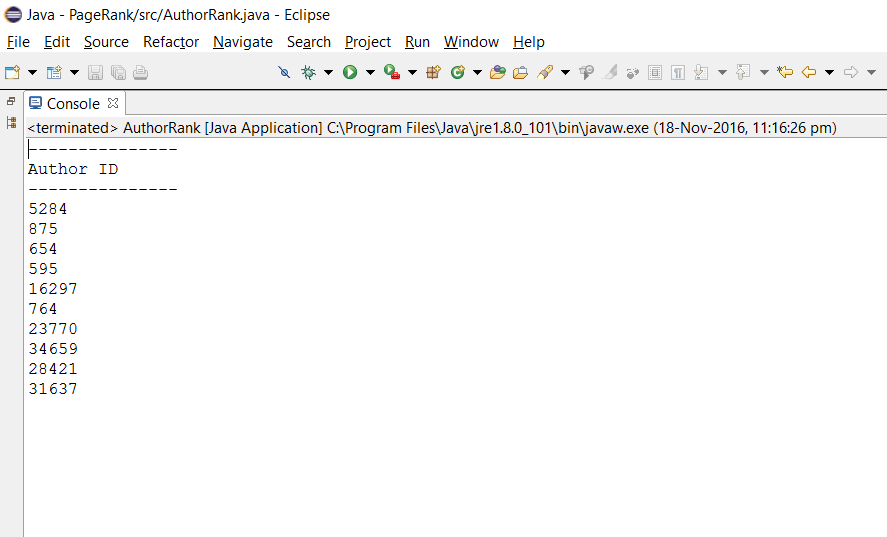 Java - PageRank/src/AuthorRank.java - Eclipse
File Edit Source Refactor Navigate Search Project Run Window Help
Console
<terminated> AuthorRank [Java Application] C:\Program Files\Java\jre1.8.0_101\bin\javaw.exe (18-Nov-2016, 11:16:26 pm)
---------------
Author ID
---------------
5284
875
654
595
16297
764
23770
34659
28421
31637